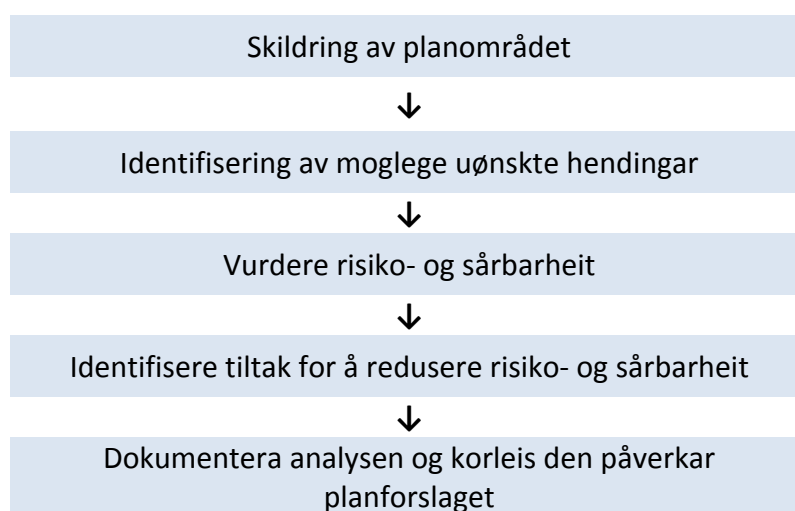 Skildring av planområdet
↓
Identifisering av moglege uønskte hendingar
↓
Vurdere risiko- og sårbarheit
↓
Identifisere tiltak for å redusere risiko- og sårbarheit
↓
Dokumentera analysen og korleis den påverkar
planforslaget